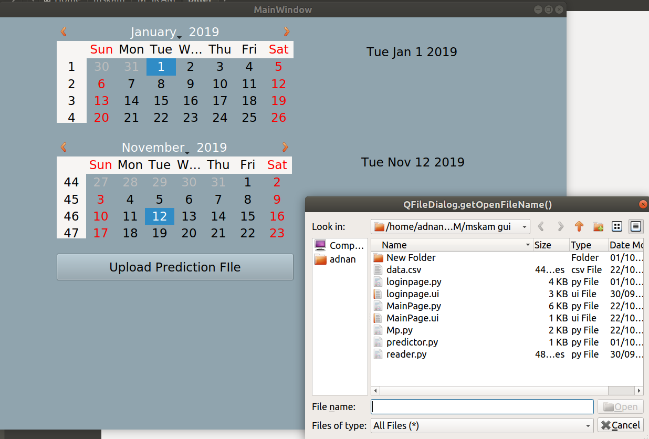 MainWindow
January 2019
Sun Mon Tue W... Thu Fri Sat
1 30 31 1 2 3 4 5
2 6 7 8 9 10 11 12
3 13 14 15 16 17 18 19
4 20 21 22 23 24 25 26
Tue Jan 1 2019
November 2019
Sun Mon Tue W... Thu Fri Sat
44 27 28 29 30 31 1 2
45 3 4 5 6 7 8 9
46 10 11 12 13 14 15 16
47 17 18 19 20 21 22 23
Tue Nov 12 2019
Upload Prediction FIle
QFileDialog.getOpenFileName()
Look in: /home/adnan...M/mskam gui
Comp...
adnan
Name Size Type Date Mo
New Folder Folder 01/10...
data.csv 44...es csv File 22/10...
loginpage.py 4 KB py File 01/10...
loginpage.ui 3 KB ui File 30/09...
MainPage.py 6 KB py File 22/10...
MainPage.ui 2 KB ui File 22/10...
Mp.py 2 KB py File 22/10...
predictor.py 1 KB py File 01/10...
reader.py 48...es py File 30/09...
File name: Open
Files of type: All Files (*) Cancel